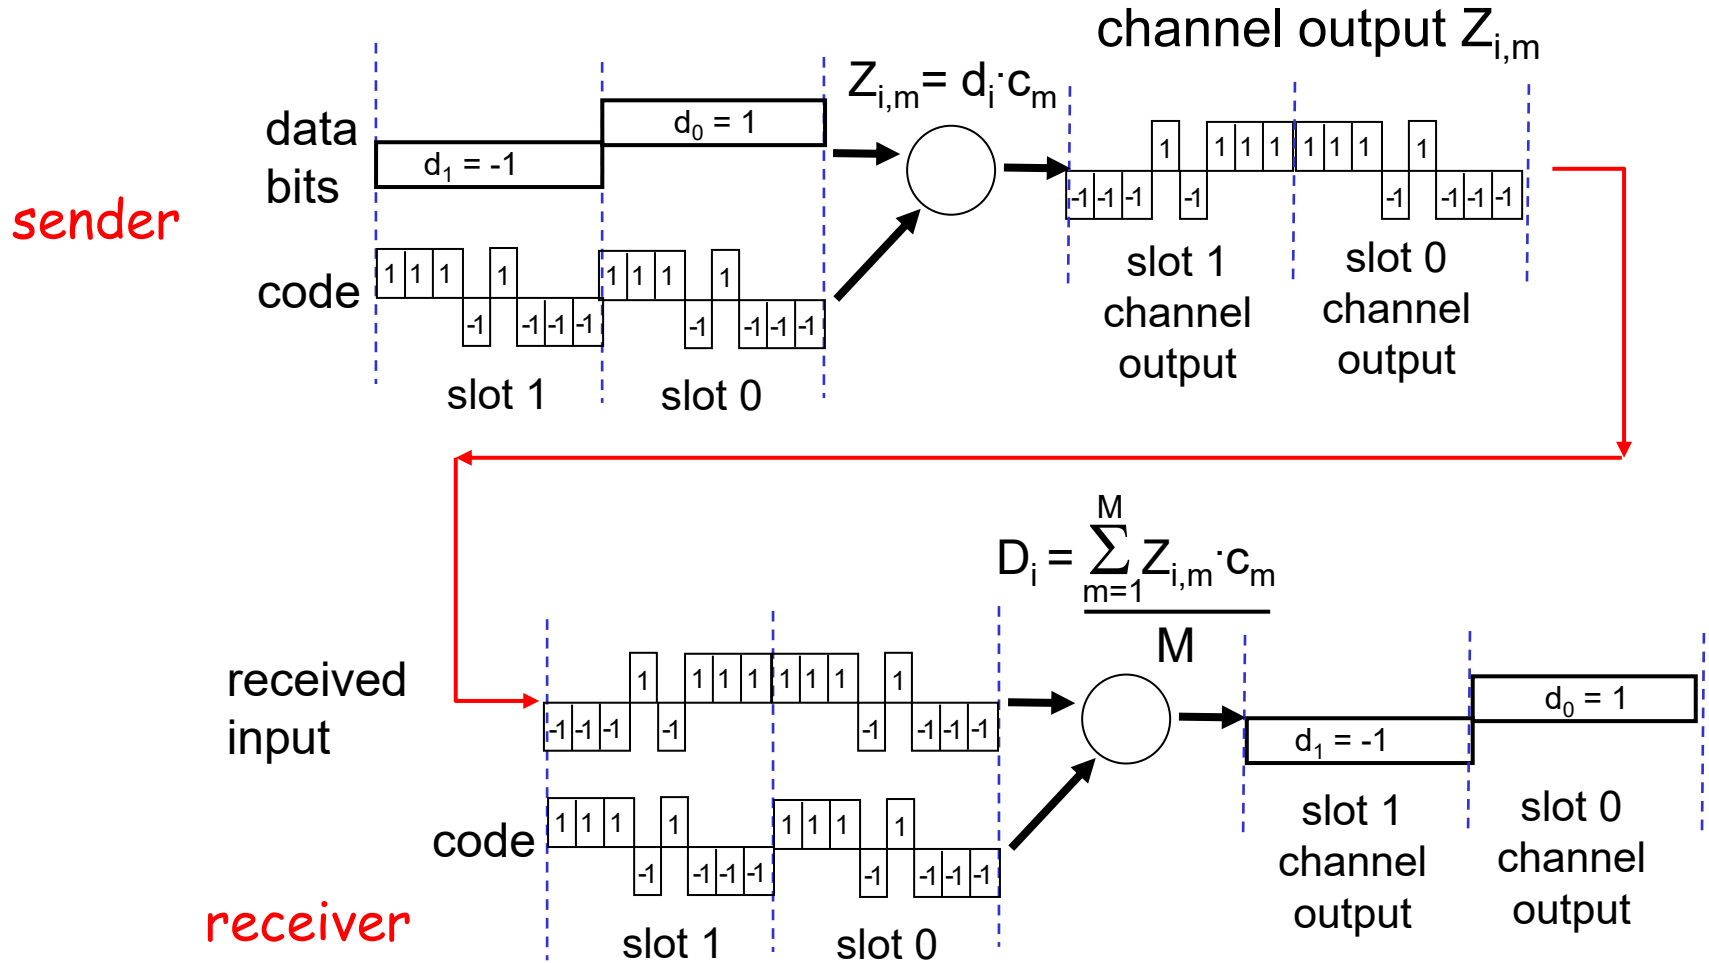 channel output Z_{i,m}
Z_{i,m} = d_i·c_m
data
bits
d_0 = 1
d_1 = -1
sender
code
1 1 1 -1 1 -1 -1 -1
1 1 1 -1 1 -1 -1 -1
slot 1
slot 0
-1 -1 -1 1 -1 1 1 1
1 1 1 -1 1 -1 -1 -1
slot 1
channel
output
slot 0
channel
output
D_i = Σ_{m=1}^{M} Z_{i,m}·c_m
M
received
input
-1 -1 -1 1 -1 1 1 1
1 1 1 -1 1 -1 -1 -1
code
1 1 1 -1 1 -1 -1 -1
1 1 1 -1 1 -1 -1 -1
receiver
slot 1
slot 0
d_0 = 1
d_1 = -1
slot 1
channel
output
slot 0
channel
output